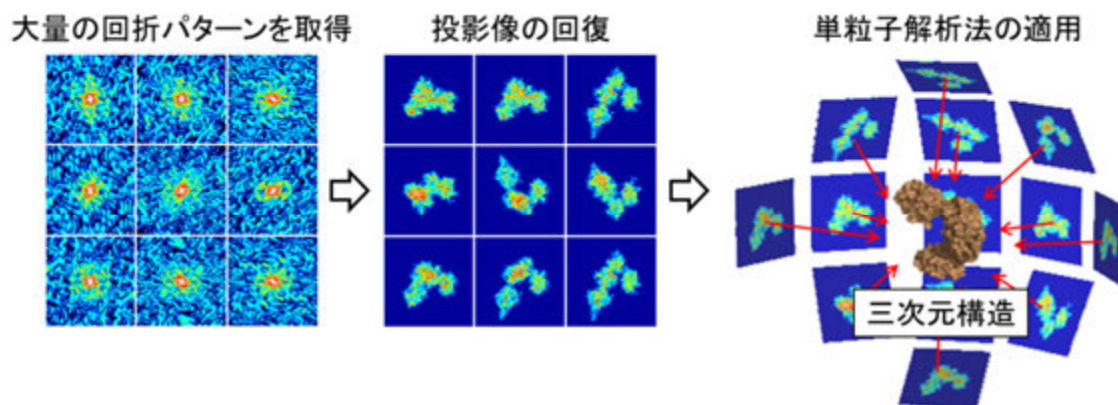 大量の回折パターンを取得
投影像の回復
単粒子解析法の適用
三次元構造